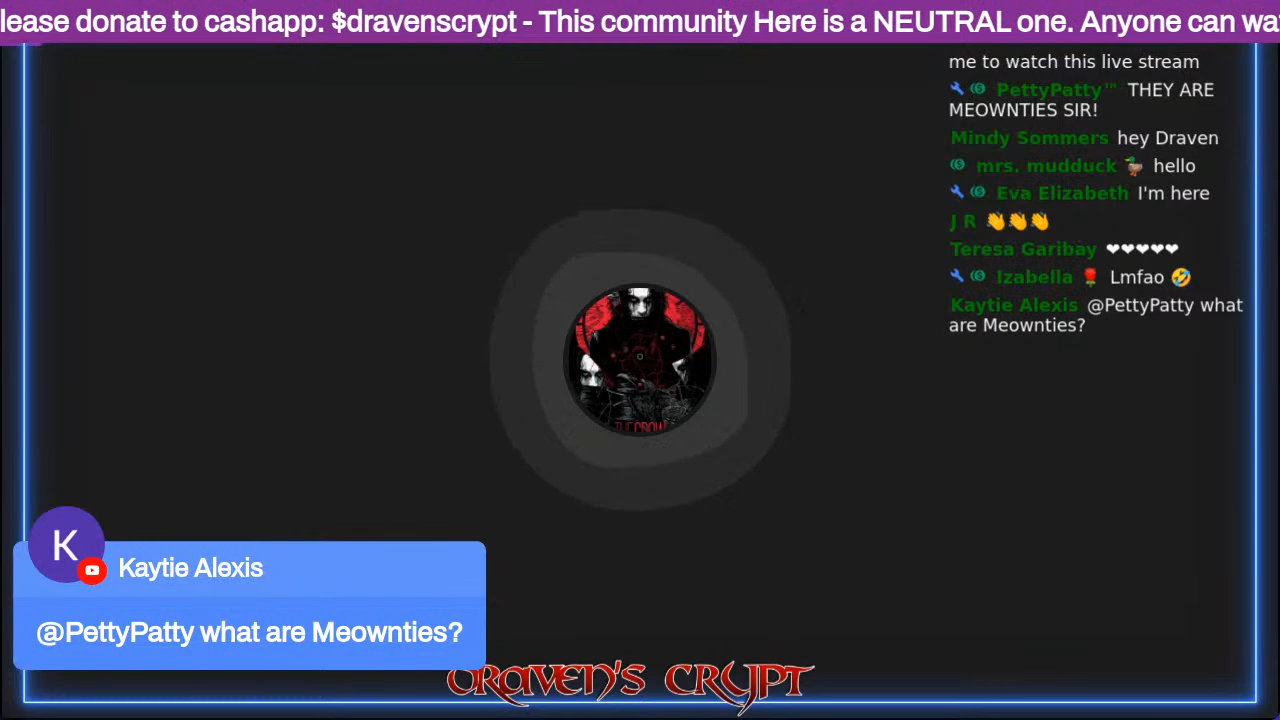 lease donate to cashapp: $dravenscrypt - This community Here is a NEUTRAL one. Anyone can wa
me to watch this live stream
PettyPatty™ THEY ARE
MEOWNTIES SIR!
Mindy Sommers hey Draven
mrs. mudduck 🦆 hello
Eva Elizabeth I'm here
J R 👏👏👏
Teresa Garibay ❤❤❤❤❤
Izabella 🌹 Lmfao 🤣
Kaytie Alexis @PettyPatty what
are Meownties?
THE CROW
K
Kaytie Alexis
@PettyPatty what are Meownties?
DRAVEN'S CRYPT